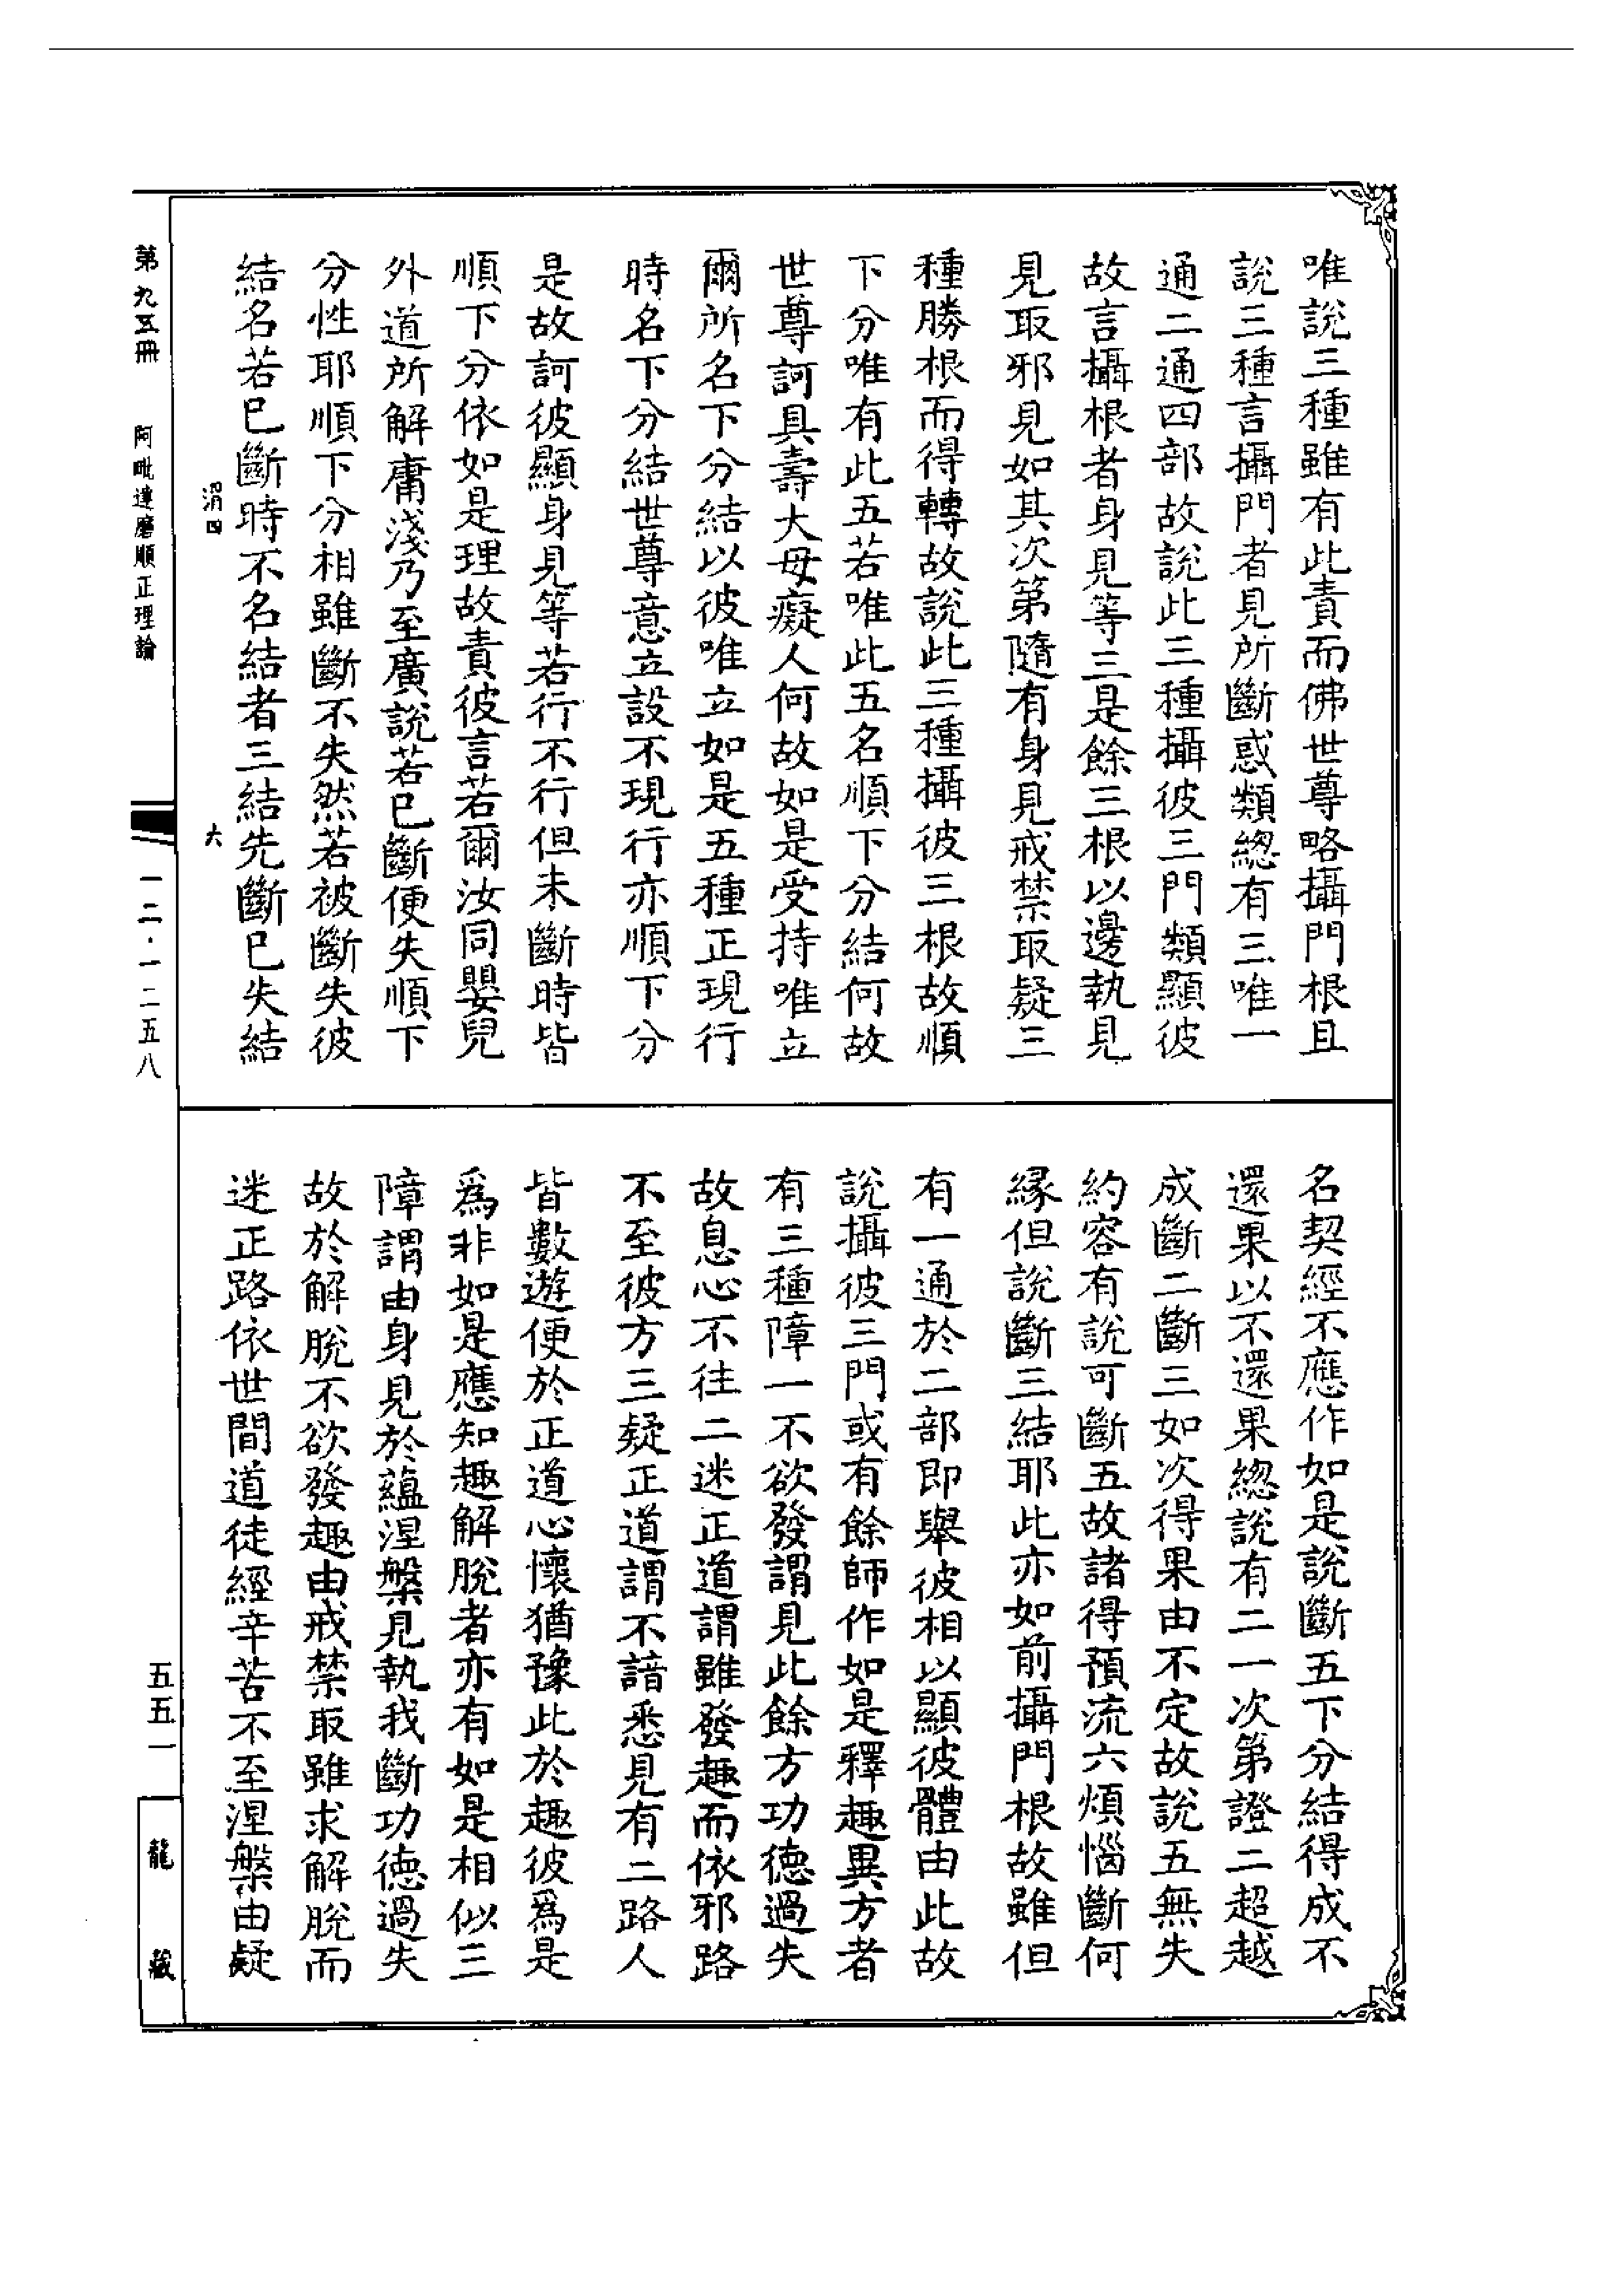 唯說三種雖有此責而佛世尊略攝門根且
說三種言攝門者見所斷惑類總有三唯一
通二通四部故說此三種攝彼三門類顯彼
故言攝根者身見等三是餘三根以邊執見
見取邪見如其次第隨有身見戒禁取疑三
種勝根而得轉故說此三種攝彼三根故順
下分唯有此五若唯此五名順下分結何故
世尊訶具壽大母癡人何故如是受持唯立
爾所名下分結以彼唯立如是五種正現行
時名下分結世尊意立設不現行亦順下分
是故訶彼顯身見等若行不行但未斷時皆
順下分依如是理故責彼言若爾汝同嬰兒
外道所解庸淺乃至廣說若已斷便失順下
分性耶順下分相雖斷不失然若被斷失彼
結名若已斷時不名結者三結先斷已失結
名契經不應作如是說斷五下分結得成不
還果以不還果總說有二一次第證二超越
成斷二斷三如次得果由不定故說五無失
約容有說可斷五故諸得預流六煩惱斷何
緣但說斷三結耶此亦如前攝門根故雖但
有一通於二部即舉彼相以顯彼體由此故
說攝彼三門或有餘師作如是釋趣異方者
有三種障一不欲發謂見此餘方功德過失
故息心不往二迷正道謂雖發趣而依邪路
不至彼方三疑正道謂不諳悉見有二路人
皆數遊便於正道心懷猶豫此於趣彼爲是
爲非如是應知趣解脫者亦有如是相似三
障謂由身見於蘊涅槃見執我斷功德過失
故於解脫不欲發趣由戒禁取雖求解脫而
迷正路依世間道徒經辛苦不至涅槃由疑
涓四
六
第九五冊
阿毗達磨順正理論
一二·一二五八
五五一
龍藏